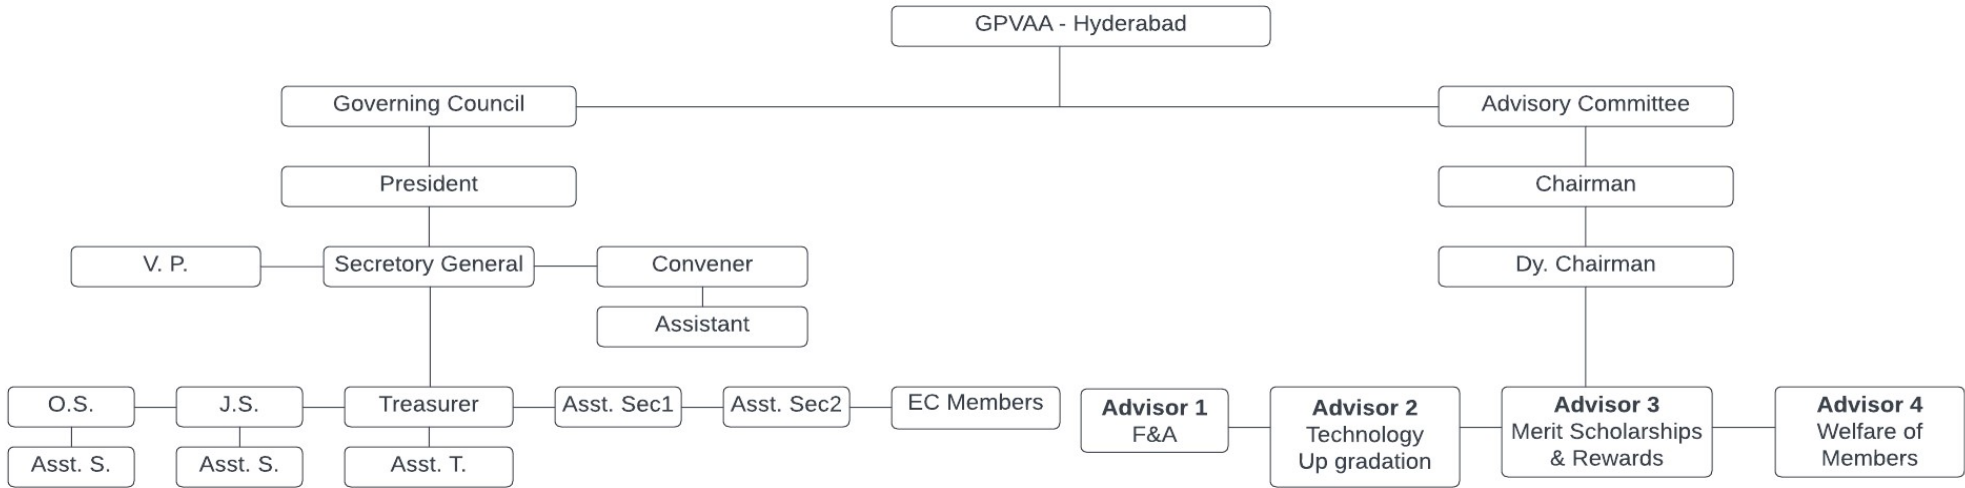 GPVAA - Hyderabad
Governing Council
Advisory Committee
President
Chairman
V. P.
Secretory General
Convener
Dy. Chairman
Assistant
O.S.
J.S.
Treasurer
Asst. Sec1
Asst. Sec2
EC Members
Advisor 1
F&A
Advisor 2
Technology
Up gradation
Advisor 3
Merit Scholarships
& Rewards
Advisor 4
Welfare of
Members
Asst. S.
Asst. S.
Asst. T.